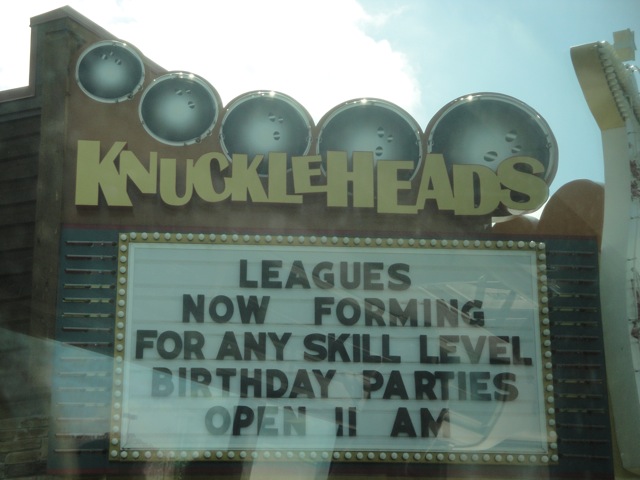 KNUCKLEHEADS
LEAGUES
NOW FORMING
FOR ANY SKILL LEVEL
BIRTHDAY PARTIES
OPEN 11 AM